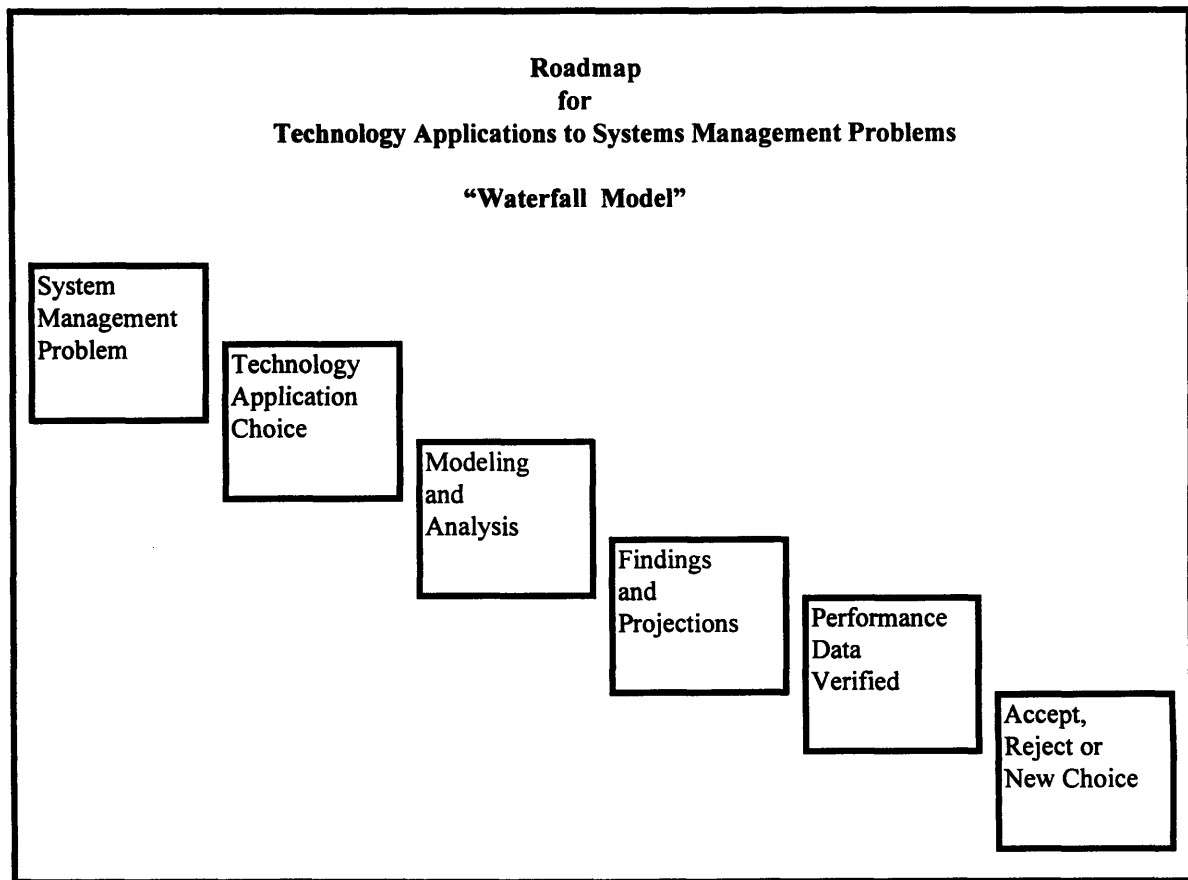 Roadmap
for
Technology Applications to Systems Management Problems
“Waterfall Model”
System
Management
Problem
Technology
Application
Choice
Modeling
and
Analysis
Findings
and
Projections
Performance
Data
Verified
Accept,
Reject or
New Choice